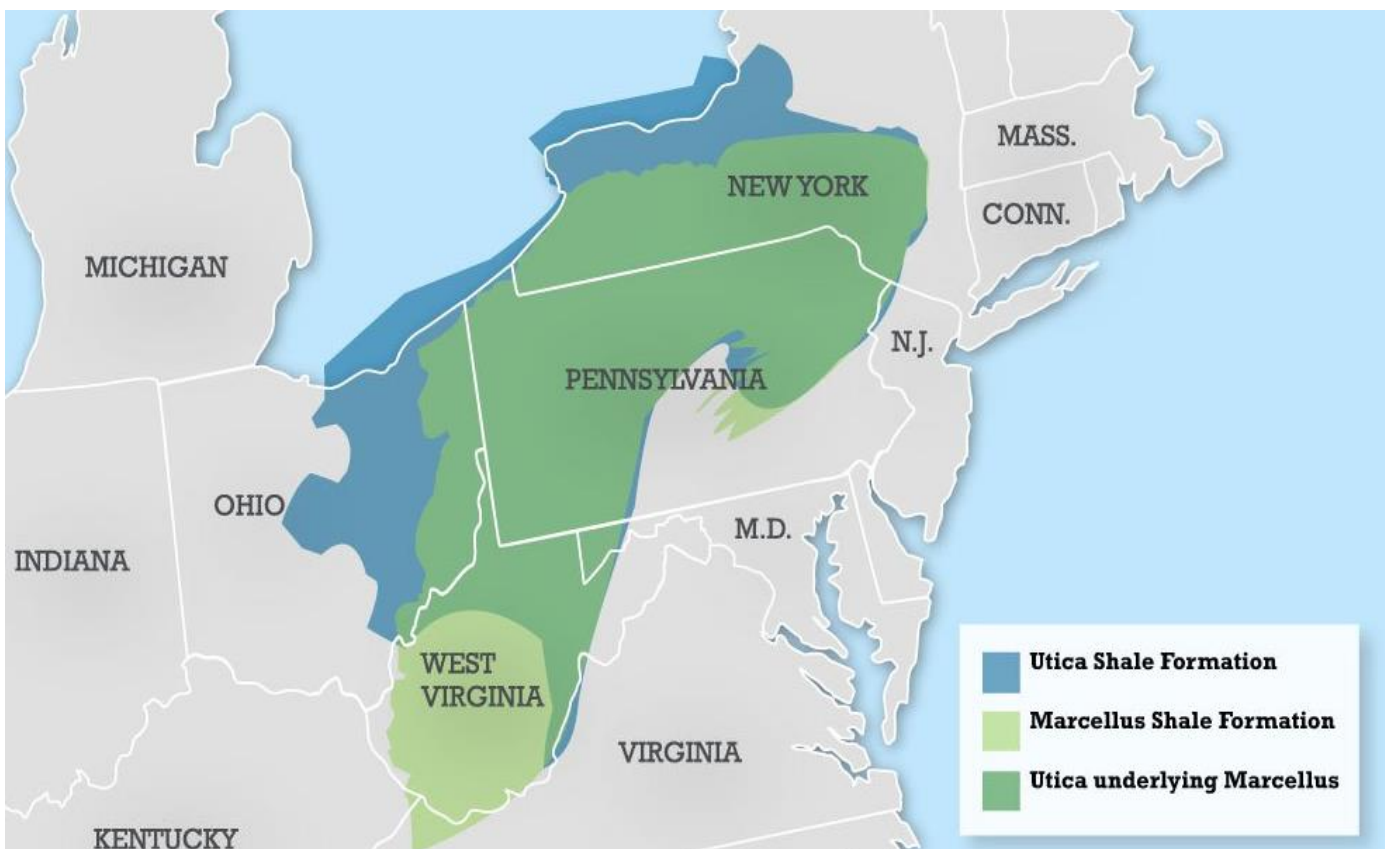 MASS.
NEW YORK
CONN.
MICHIGAN
N.J.
PENNSYLVANIA
OHIO
M.D.
INDIANA
WEST
VIRGINIA
VIRGINIA
KENTUCKY
Utica Shale Formation
Marcellus Shale Formation
Utica underlying Marcellus